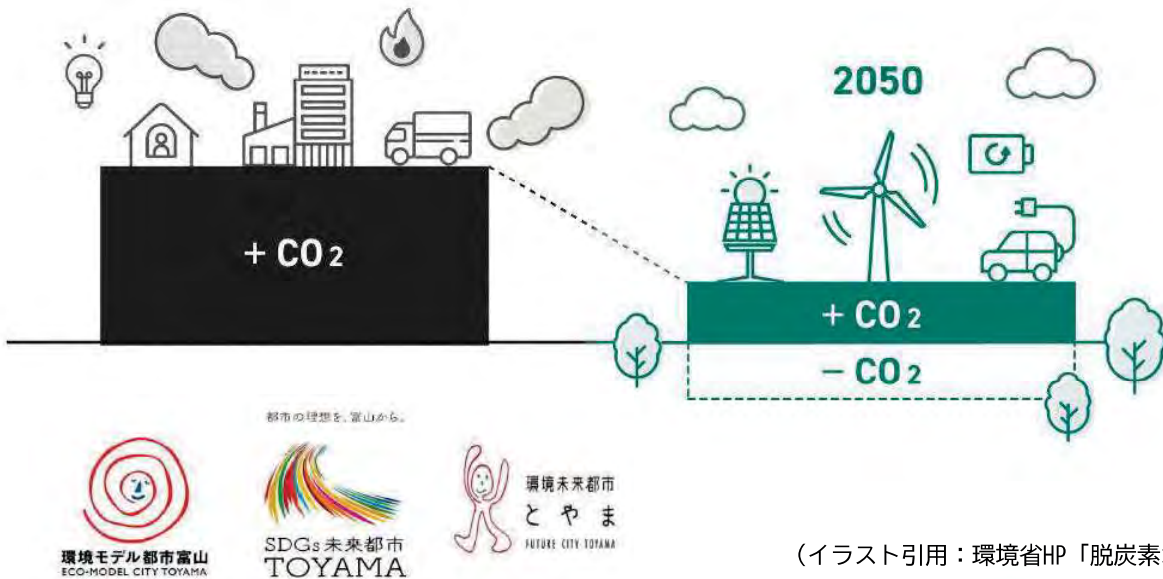 2050
+ CO2
+ CO2
− CO2
都市の理想を、富山から。
環境モデル都市富山
ECO-MODEL CITY TOYAMA
SDGs未来都市
TOYAMA
環境未来都市
とやま
FUTURE CITY TOYAMA
（イラスト引用：環境省HP「脱炭素